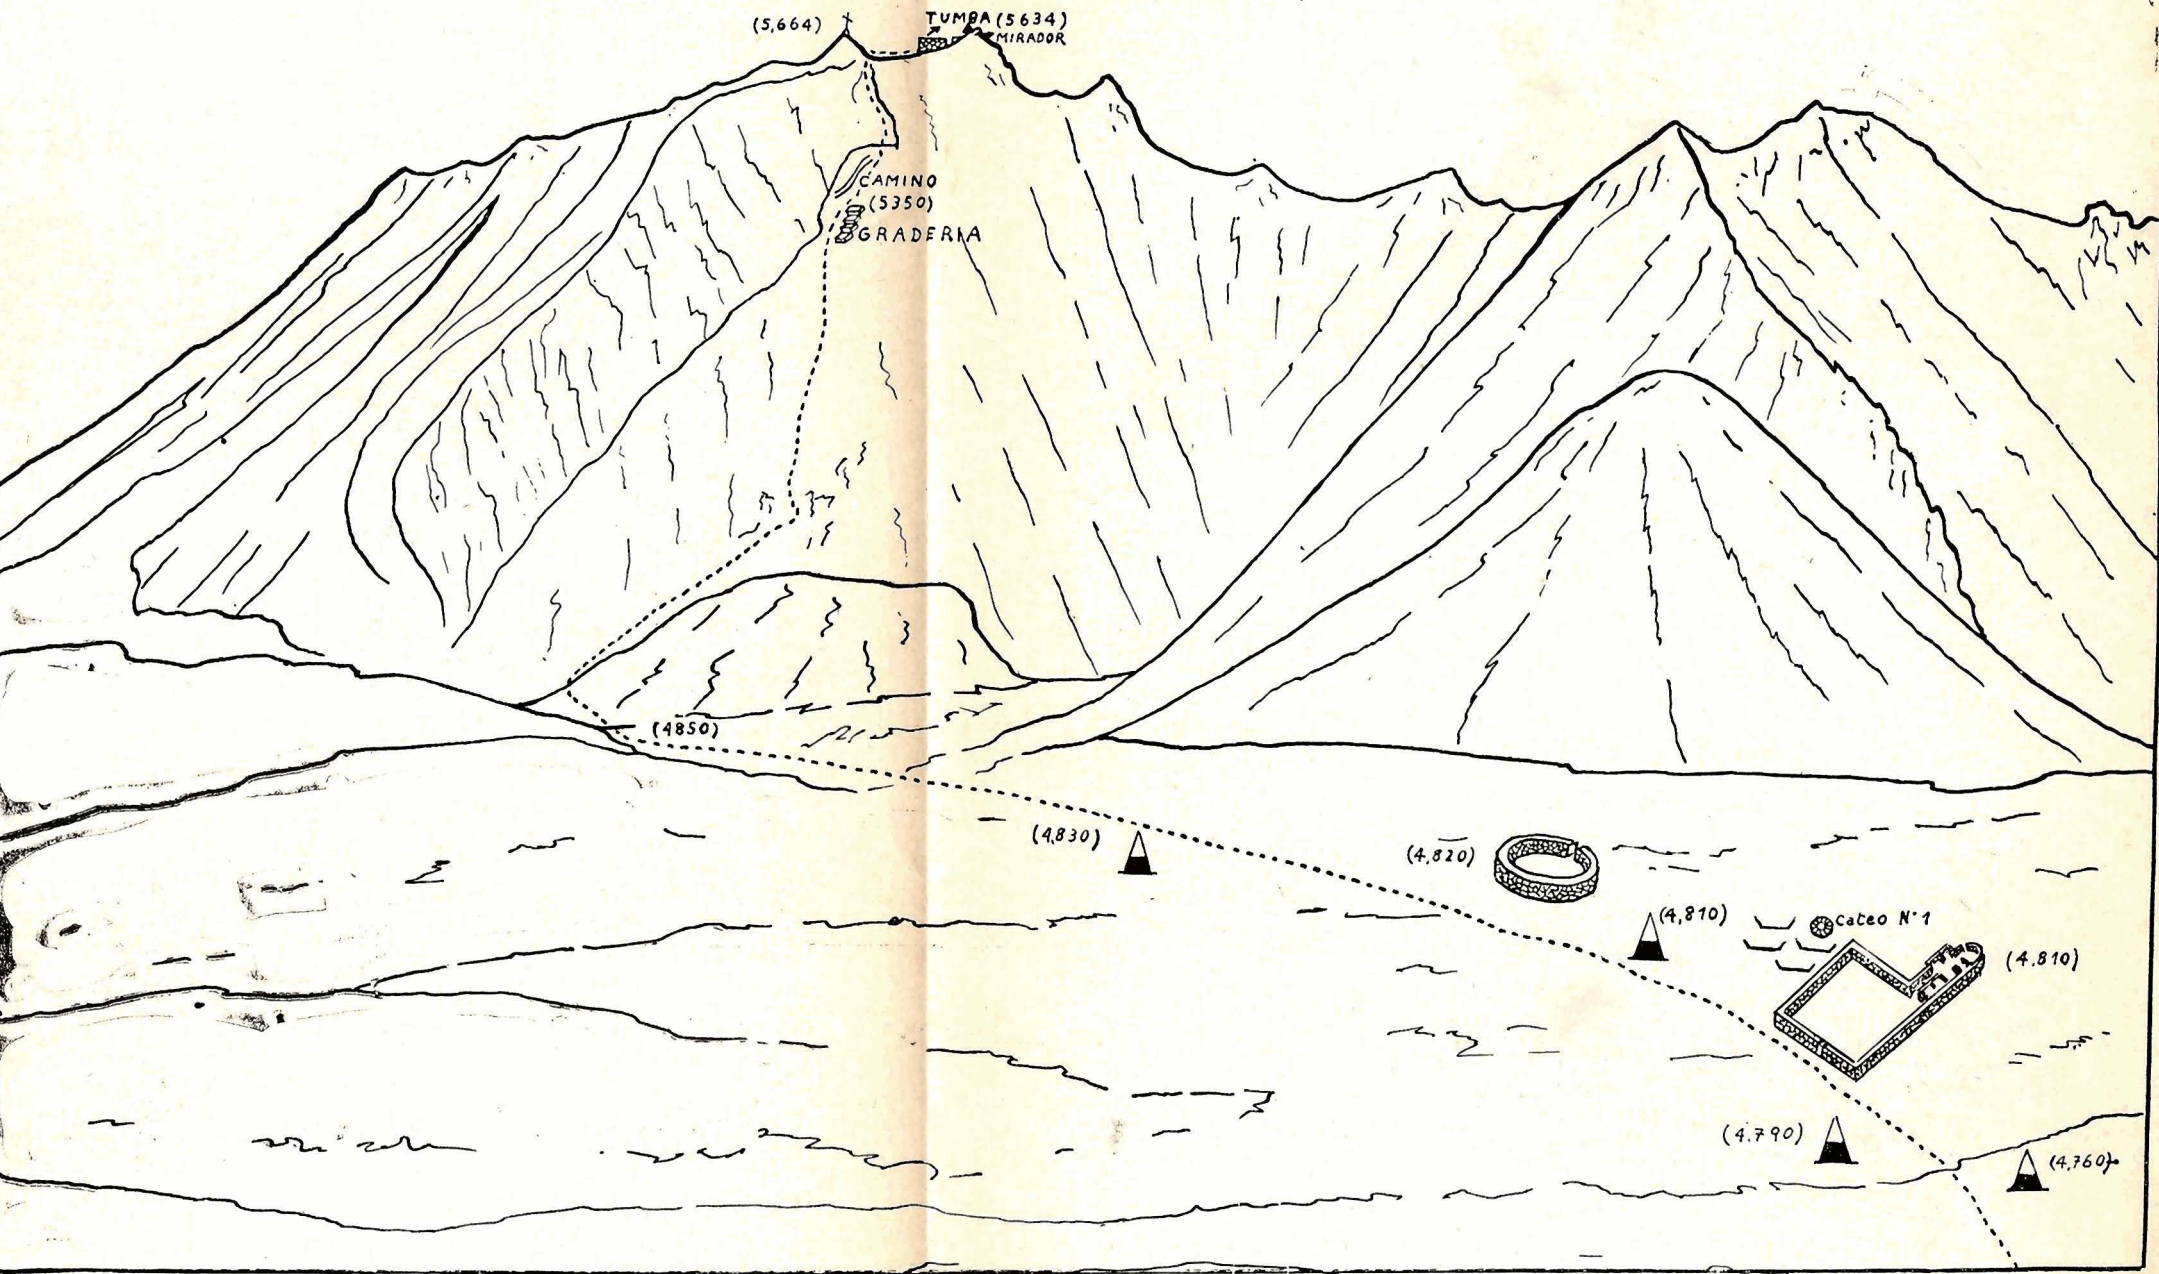 (5,664)
TUMBA (5634)
MIRADOR
CAMINO
(5350)
GRADERIA
(4850)
(4,830)
(4,820)
(4,810)
Cateo N°1
(4.810)
(4.790)
(4,760)